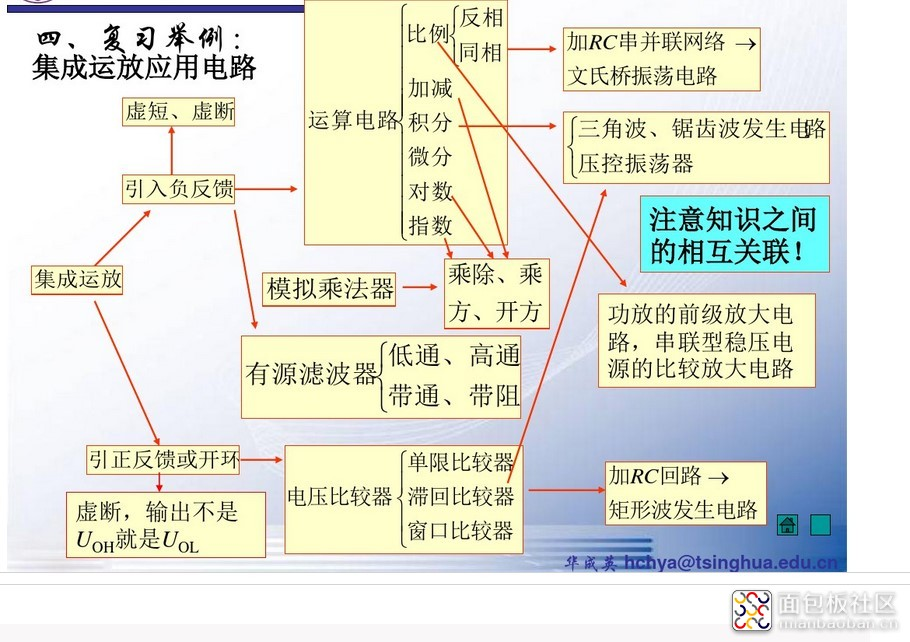 四、复习举例：
集成运放应用电路
虚短、虚断
引入负反馈
集成运放
运算电路
比例
反相
同相
加减
积分
微分
对数
指数
加RC串并联网络 →
文氏桥振荡电路
三角波、锯齿波发生电路
压控振荡器
注意知识之间
的相互关联！
模拟乘法器
乘除、乘
方、开方
功放的前级放大电
路，串联型稳压电
源的比较放大电路
有源滤波器
低通、高通
带通、带阻
引正反馈或开环
虚断，输出不是
UOH就是UOL
电压比较器
单限比较器
滞回比较器
窗口比较器
加RC回路 →
矩形波发生电路
华成英 hchya@tsinghua.edu.cn
面包板社区
mianbaoban.cn